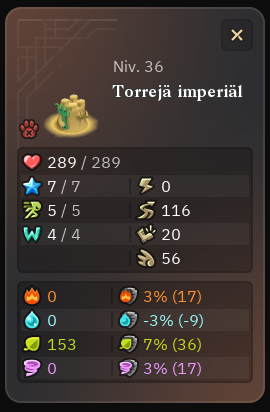 Niv. 36
Torrejä imperiäl
289 / 289
7 / 7 0
5 / 5 116
4 / 4 20
56
0 3% (17)
0 -3% (-9)
153 7% (36)
0 3% (17)